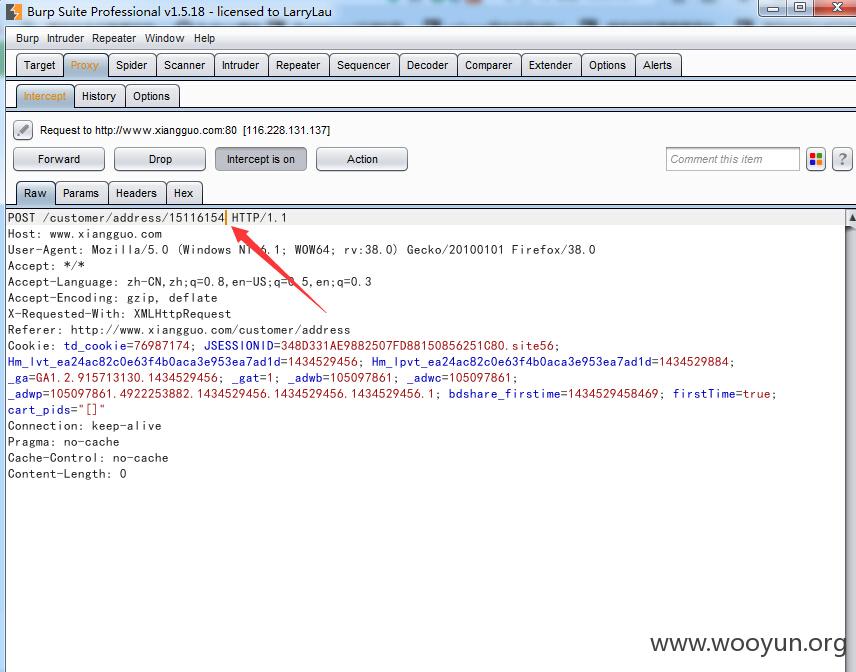 Burp Suite Professional v1.5.18 - licensed to LarryLau
Burp Intruder Repeater Window Help
Target Proxy Spider Scanner Intruder Repeater Sequencer Decoder Comparer Extender Options Alerts
Intercept History Options
Request to http://www.xiangguo.com:80 [116.228.131.137]
Forward Drop Intercept is on Action Comment this item ?
Raw Params Headers Hex
POST /customer/address/15116154 HTTP/1.1
Host: www.xiangguo.com
User-Agent: Mozilla/5.0 (Windows NT 6.1; WOW64; rv:38.0) Gecko/20100101 Firefox/38.0
Accept: */*
Accept-Language: zh-CN,zh;q=0.8,en-US;q=0.5,en;q=0.3
Accept-Encoding: gzip, deflate
X-Requested-With: XMLHttpRequest
Referer: http://www.xiangguo.com/customer/address
Cookie: td_cookie=76987174; JSESSIONID=348D331AE9882507FD88150856251C80.site56;
Hm_lvt_ea24ac82c0e63f4b0aca3e953ea7ad1d=1434529456; Hm_lpvt_ea24ac82c0e63f4b0aca3e953ea7ad1d=1434529884;
_ga=GA1.2.915713130.1434529456; _gat=1; _adwb=105097861; _adwc=105097861;
_adwp=105097861.4922253882.1434529456.1434529456.1434529456.1; bdshare_firstime=1434529458469; firstTime=true;
cart_pids="[]"
Connection: keep-alive
Pragma: no-cache
Cache-Control: no-cache
Content-Length: 0
www.wooyun.org